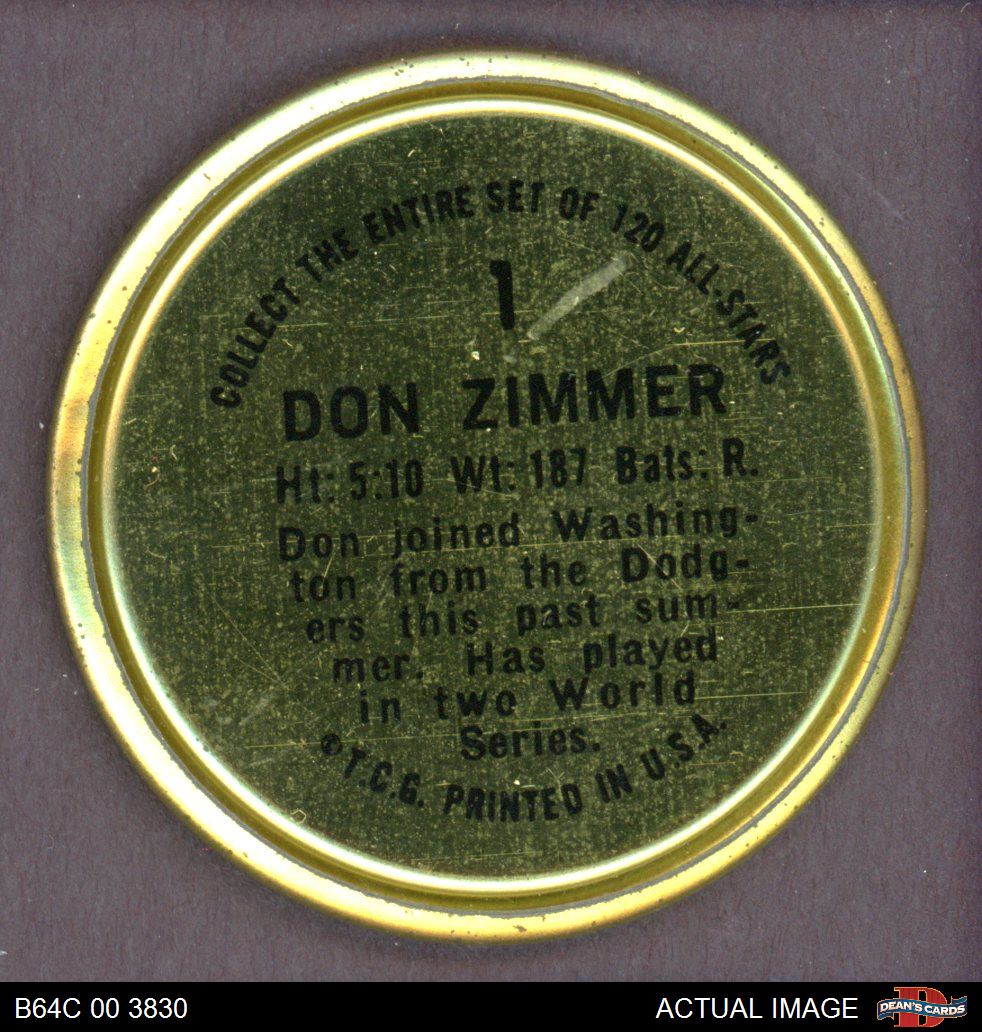 COLLECT THE ENTIRE SET OF 120 ALL-STARS
1
DON ZIMMER
Ht: 5:10 Wt: 187 Bats: R.
Don joined Washing-
ton from the Dodg-
ers this past sum-
mer. Has played
in two World
Series.
© T.C.G. PRINTED IN U.S.A.
B64C 00 3830
ACTUAL IMAGE
DEAN'S CARDS